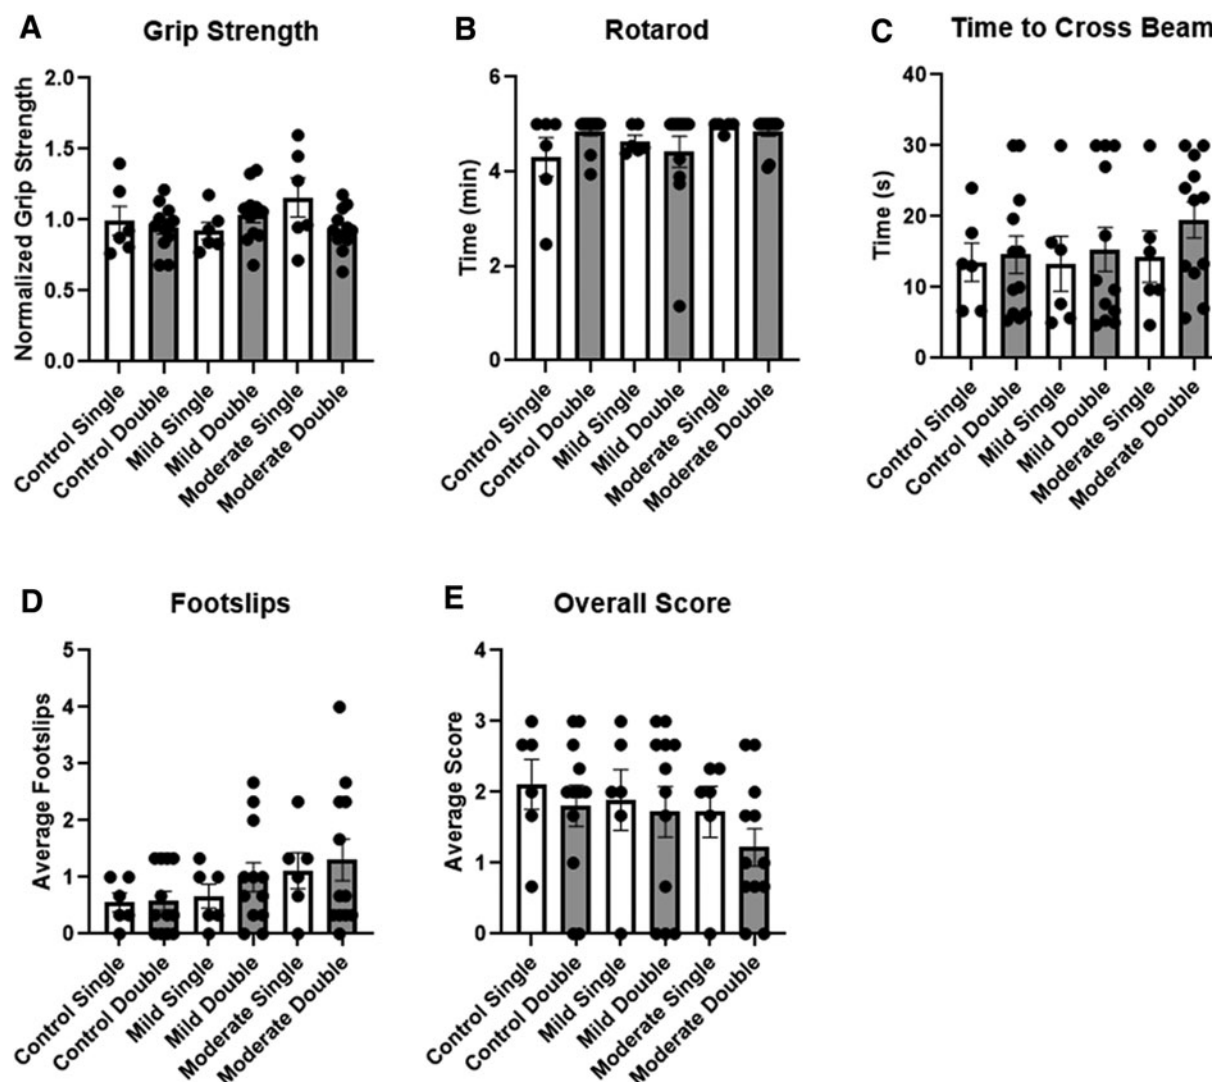 A Grip Strength
Normalized Grip Strength
2.0
1.5
1.0
0.5
0.0
Control Single
Control Double
Mild Single
Mild Double
Moderate Single
Moderate Double
B Rotarod
Time (min)
6
4
2
0
Control Single
Control Double
Mild Single
Mild Double
Moderate Single
Moderate Double
C Time to Cross Beam
Time (s)
40
30
20
10
0
Control Single
Control Double
Mild Single
Mild Double
Moderate Single
Moderate Double
D Footslips
Average Footslips
5
4
3
2
1
0
Control Single
Control Double
Mild Single
Mild Double
Moderate Single
Moderate Double
E Overall Score
Average Score
4
3
2
1
0
Control Single
Control Double
Mild Single
Mild Double
Moderate Single
Moderate Double